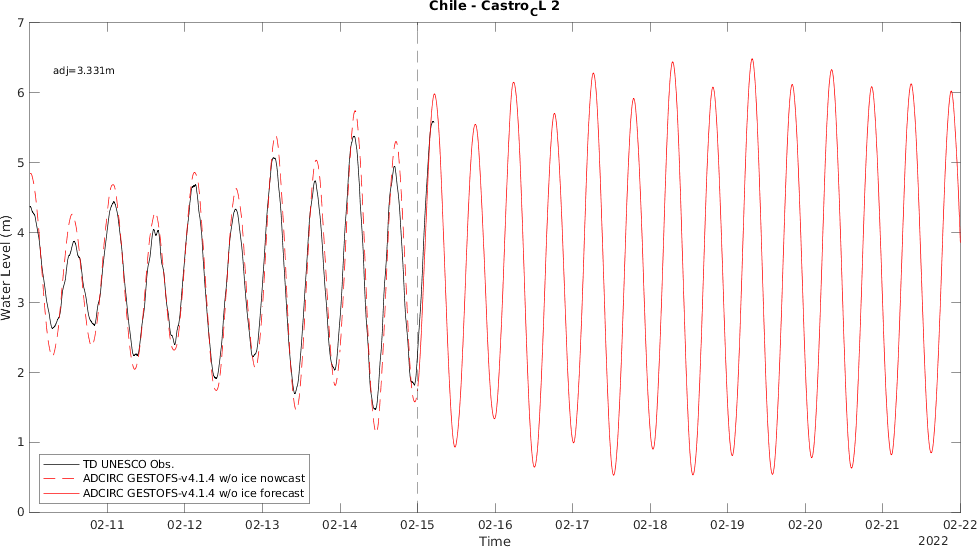 Chile - Castro_CL 2
adj=3.331m
Water Level (m)
7
6
5
4
3
2
1
0
TD UNESCO Obs.
ADCIRC GESTOFS-v4.1.4 w/o ice nowcast
ADCIRC GESTOFS-v4.1.4 w/o ice forecast
02-11 02-12 02-13 02-14 02-15 02-16 02-17 02-18 02-19 02-20 02-21 02-22
Time
2022